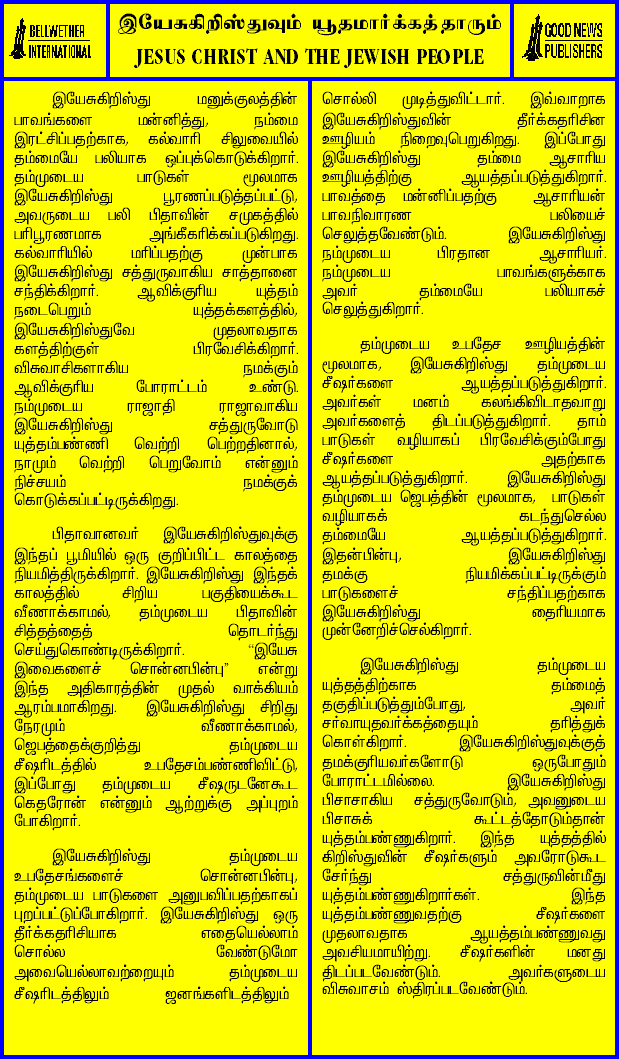 BELLWETHER
INTERNATIONAL
இயேசுகிறிஸ்துவும் யூதமார்க்கத்தாரும்
JESUS CHRIST AND THE JEWISH PEOPLE
GOOD NEWS
PUBLISHERS
இயேசுகிறிஸ்து மனுக்குலத்தின்
பாவங்களை மன்னித்து, நம்மை
இரட்சிப்பதற்காக, கல்வாரி சிலுவையில்
தம்மையே பலியாக ஒப்புக்கொடுக்கிறார்.
தம்முடைய பாடுகள் மூலமாக
இயேசுகிறிஸ்து பூரணப்படுத்தப்பட்டு,
அவருடைய பலி பிதாவின் சமுகத்தில்
பரிபூரணமாக அங்கீகரிக்கப்படுகிறது.
கல்வாரியில் மரிப்பதற்கு முன்பாக
இயேசுகிறிஸ்து சத்துருவாகிய சாத்தானை
சந்திக்கிறார். ஆவிக்குரிய யுத்தம்
நடைபெறும் யுத்தக்களத்தில்,
இயேசுகிறிஸ்துவே முதலாவதாக
களத்திற்குள் பிரவேசிக்கிறார்.
விசுவாசிகளாகிய நமக்கும்
ஆவிக்குரிய போராட்டம் உண்டு.
நம்முடைய ராஜாதி ராஜாவாகிய
இயேசுகிறிஸ்து சத்துருவோடு
யுத்தம்பண்ணி வெற்றி பெற்றதினால்,
நாமும் வெற்றி பெறுவோம் என்னும்
நிச்சயம் நமக்குக்
கொடுக்கப்பட்டிருக்கிறது.
பிதாவானவர் இயேசுகிறிஸ்துவுக்கு
இந்தப் பூமியில் ஒரு குறிப்பிட்ட காலத்தை
நியமித்திருக்கிறார். இயேசுகிறிஸ்து இந்தக்
காலத்தில் சிறிய பகுதியைக்கூட
வீணாக்காமல், தம்முடைய பிதாவின்
சித்தத்தைத் தொடர்ந்து
செய்துகொண்டிருக்கிறார். “இயேசு
இவைகளைச் சொன்னபின்பு” என்று
இந்த அதிகாரத்தின் முதல் வாக்கியம்
ஆரம்பமாகிறது. இயேசுகிறிஸ்து சிறிது
நேரமும் வீணாக்காமல்,
ஜெபத்தைக்குறித்து தம்முடைய
சீஷரிடத்தில் உபதேசம்பண்ணிவிட்டு,
இப்போது தம்முடைய சீஷருடனேகூட
கெதரோன் என்னும் ஆற்றுக்கு அப்புறம்
போகிறார்.
இயேசுகிறிஸ்து தம்முடைய
உபதேசங்களைச் சொன்னபின்பு,
தம்முடைய பாடுகளை அனுபவிப்பதற்காகப்
புறப்பட்டுப்போகிறார். இயேசுகிறிஸ்து ஒரு
தீர்க்கதரிசியாக எதையெல்லாம்
சொல்ல வேண்டுமோ
அவையெல்லாவற்றையும் தம்முடைய
சீஷரிடத்திலும் ஜனங்களிடத்திலும்
சொல்லி முடித்துவிட்டார். இவ்வாறாக
இயேசுகிறிஸ்துவின் தீர்க்கதரிசன
ஊழியம் நிறைவுபெறுகிறது. இப்போது
இயேசுகிறிஸ்து தம்மை ஆசாரிய
ஊழியத்திற்கு ஆயத்தப்படுத்துகிறார்.
பாவத்தை மன்னிப்பதற்கு ஆசாரியன்
பாவநிவாரண பலியைச்
செலுத்தவேண்டும். இயேசுகிறிஸ்து
நம்முடைய பிரதான ஆசாரியர்.
நம்முடைய பாவங்களுக்காக
அவர் தம்மையே பலியாகச்
செலுத்துகிறார்.
தம்முடைய உபதேச ஊழியத்தின்
மூலமாக, இயேசுகிறிஸ்து தம்முடைய
சீஷர்களை ஆயத்தப்படுத்துகிறார்.
அவர்கள் மனம் கலங்கிவிடாதவாறு
அவர்களைத் திடப்படுத்துகிறார். தாம்
பாடுகள் வழியாகப் பிரவேசிக்கும்போது
சீஷர்களை அதற்காக
ஆயத்தப்படுத்துகிறார். இயேசுகிறிஸ்து
தம்முடைய ஜெபத்தின் மூலமாக, பாடுகள்
வழியாகக் கடந்துசெல்ல
தம்மையே ஆயத்தப்படுத்துகிறார்.
இதன்பின்பு, இயேசுகிறிஸ்து
தமக்கு நியமிக்கப்பட்டிருக்கும்
பாடுகளைச் சந்திப்பதற்காக
இயேசுகிறிஸ்து தைரியமாக
முன்னேறிச்செல்கிறார்.
இயேசுகிறிஸ்து தம்முடைய
யுத்தத்திற்காக தம்மைத்
தகுதிப்படுத்தும்போது, அவர்
சர்வாயுதவர்க்கத்தையும் தரித்துக்
கொள்கிறார். இயேசுகிறிஸ்துவுக்குத்
தமக்குரியவர்களோடு ஒருபோதும்
போராட்டமில்லை. இயேசுகிறிஸ்து
பிசாசாகிய சத்துருவோடும், அவனுடைய
பிசாசுக் கூட்டத்தோடும்தான்
யுத்தம்பண்ணுகிறார். இந்த யுத்தத்தில்
கிறிஸ்துவின் சீஷர்களும் அவரோடுகூட
சேர்ந்து சத்துருவின்மீது
யுத்தம்பண்ணுகிறார்கள். இந்த
யுத்தம்பண்ணுவதற்கு சீஷர்களை
முதலாவதாக ஆயத்தம்பண்ணுவது
அவசியமாயிற்று. சீஷர்களின் மனது
திடப்படவேண்டும். அவர்களுடைய
விசுவாசம் ஸ்திரப்படவேண்டும்.